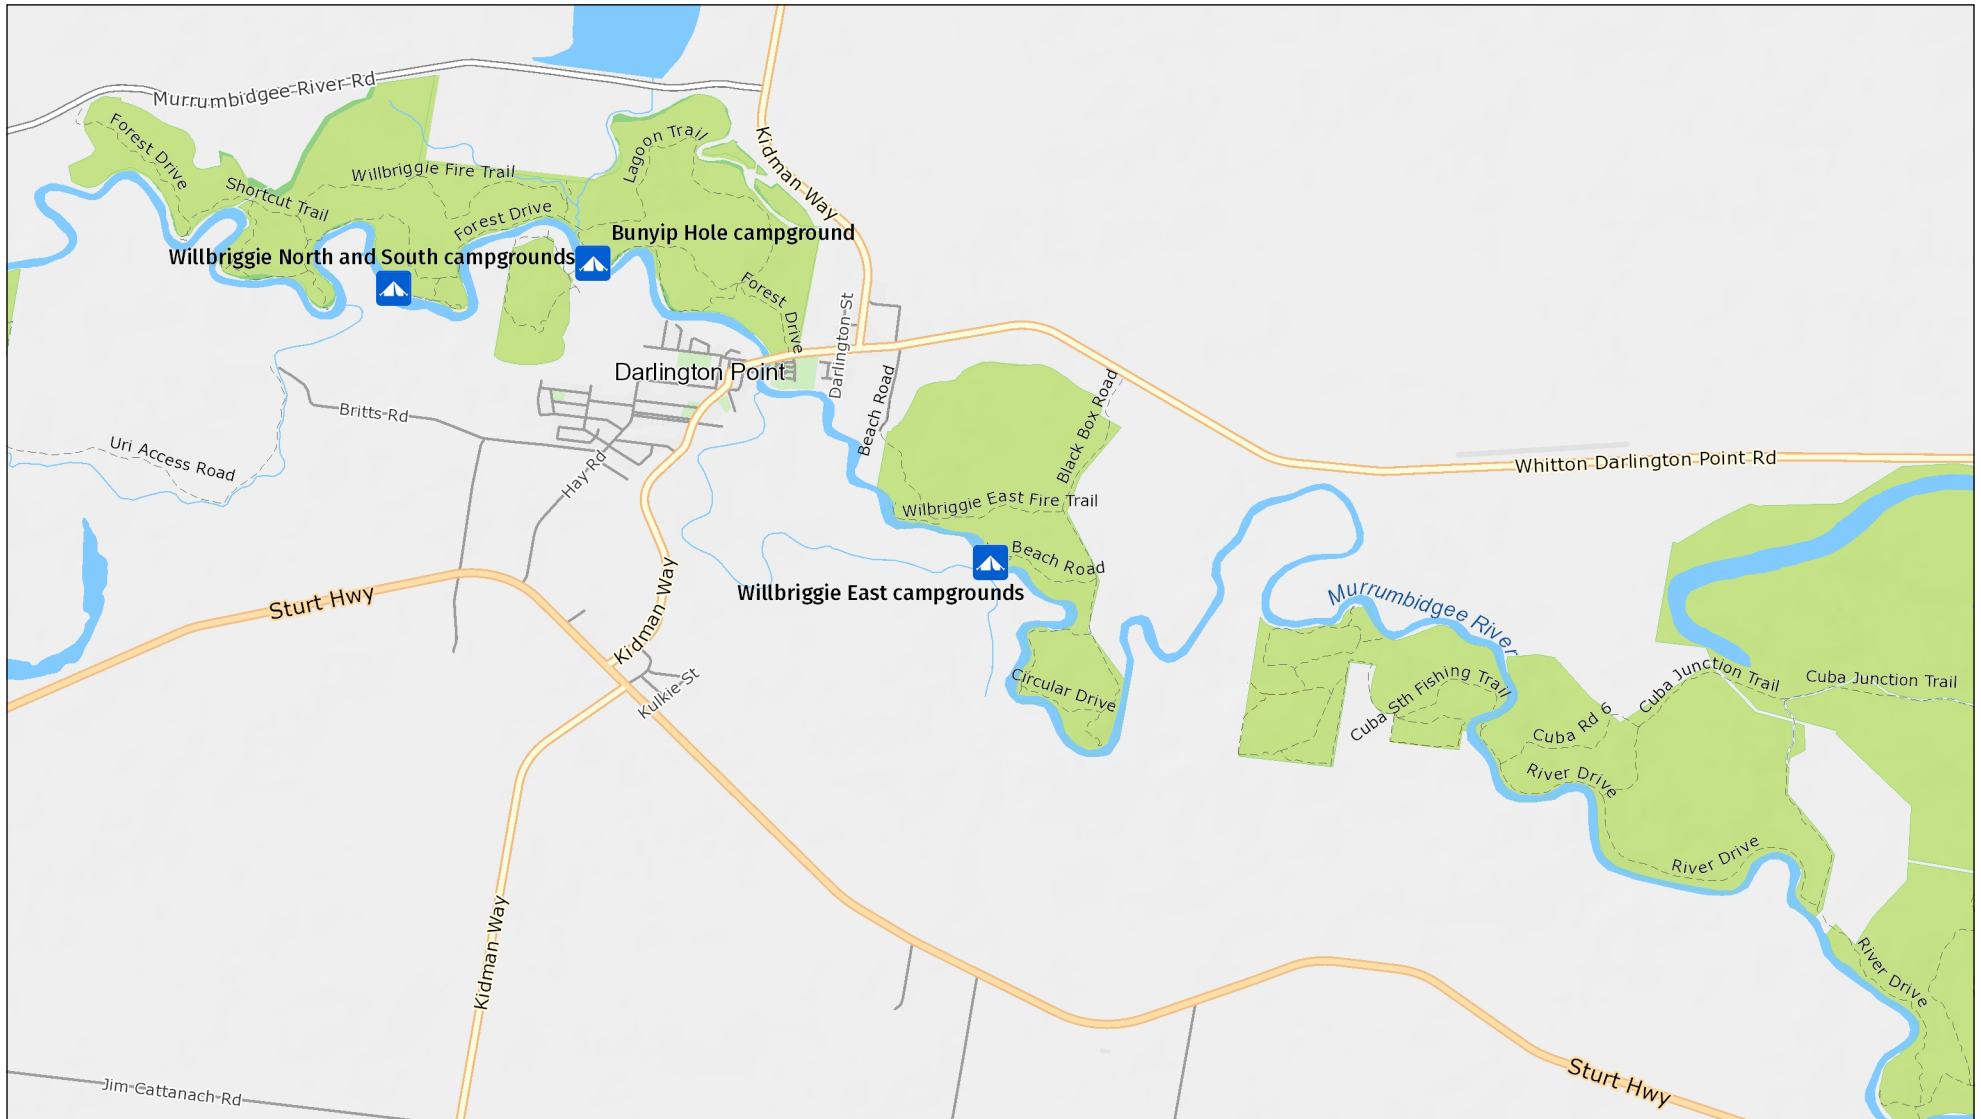 Murrumbidgee River Rd
Forest Drive
Lagoon Trail
Kidman Way
Willbriggie Fire Trail
Shortcut Trail
Forest Drive
Bunyip Hole campground
Willbriggie North and South campgrounds
Forest Drive
Darlington St
Darlington Point
Beach Road
Black Box Road
Britts Rd
Uri Access Road
Hay Rd
Whitton Darlington Point Rd
Wilbriggie East Fire Trail
Beach Road
Willbriggie East campgrounds
Sturt Hwy
Kidman Way
Murrumbidgee River
Kulkie St
Circular Drive
Cuba Sth Fishing Trail
Cuba Junction Trail
Cuba Junction Trail
Cuba Rd 6
River Drive
River Drive
Kidman Way
River Drive
Sturt Hwy
Jim Cattanach Rd